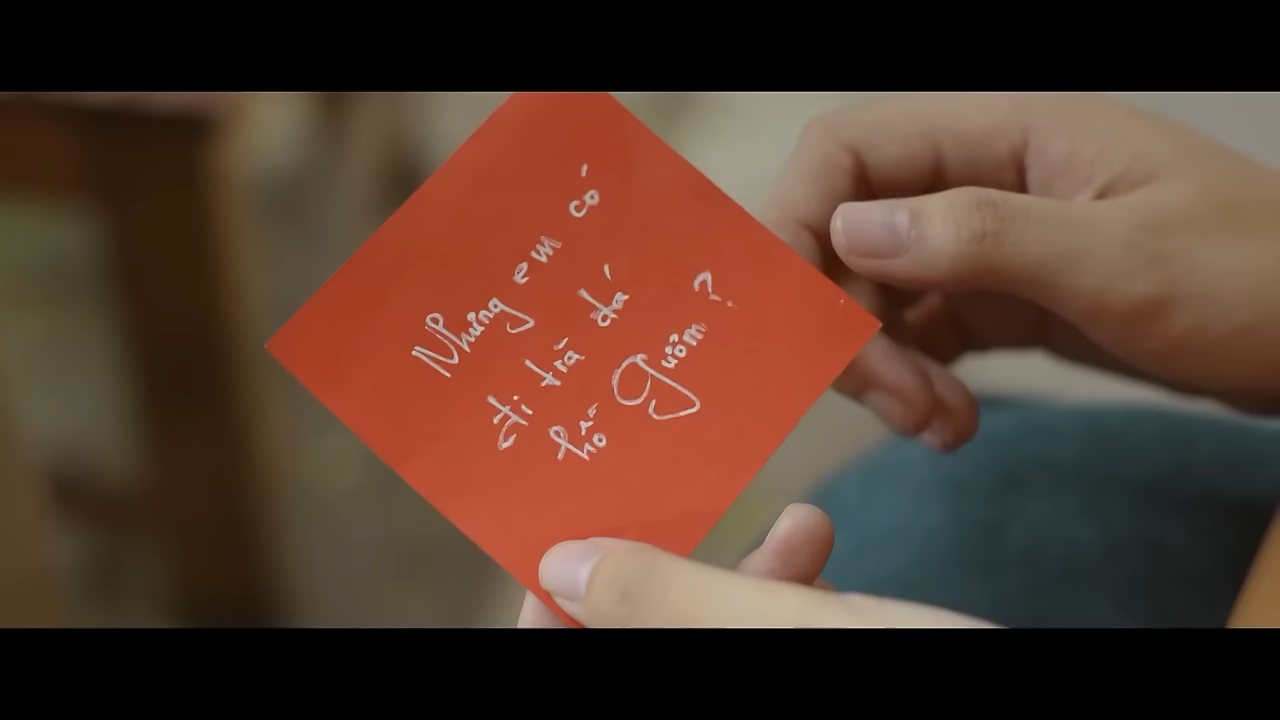 Nhưng em có
đi trà đá
hồ gươm ?